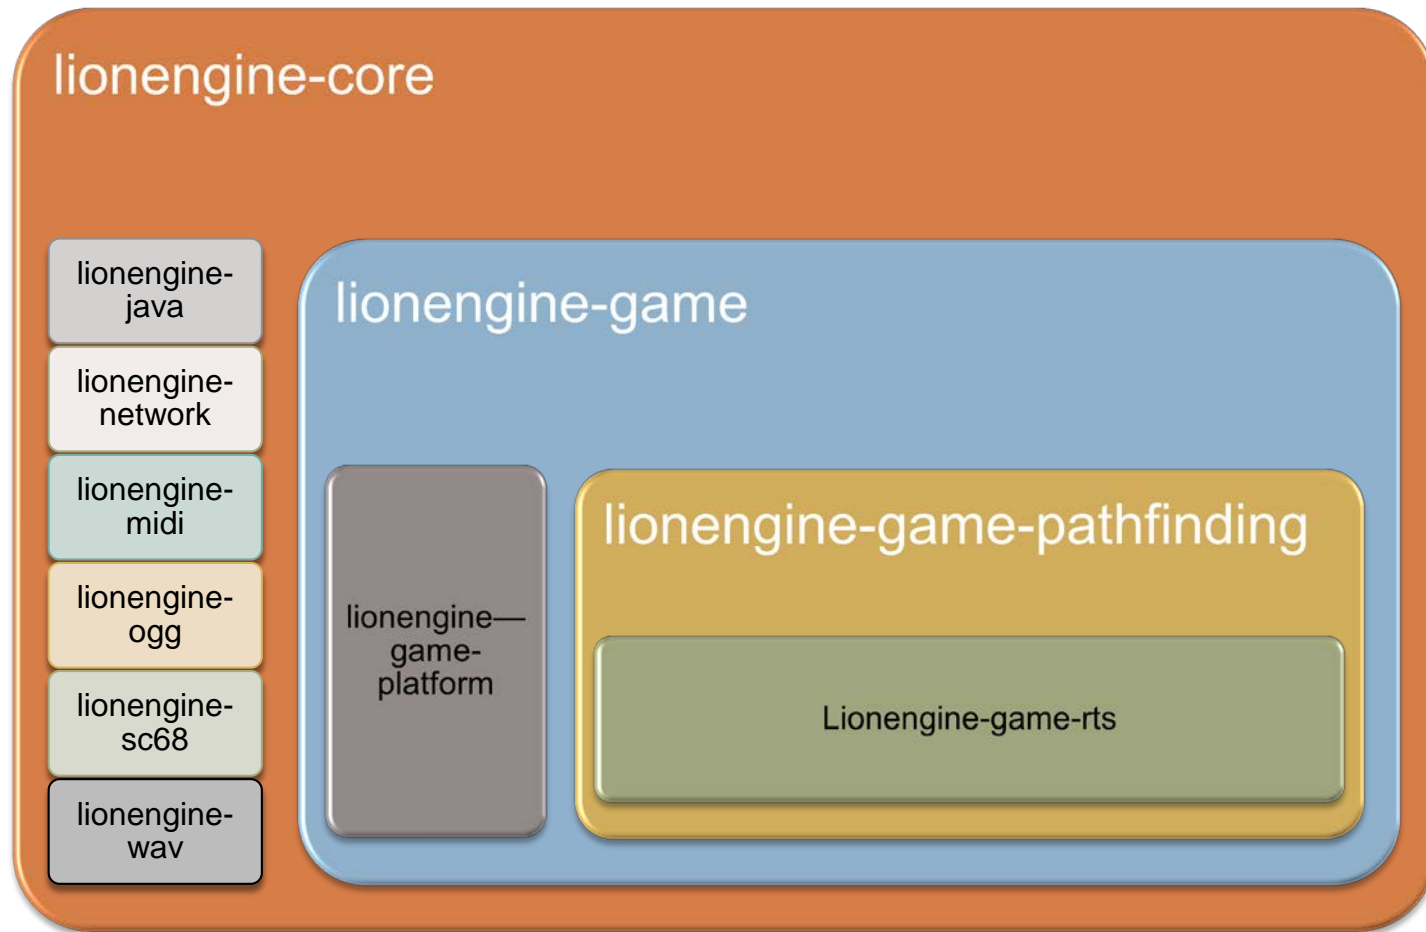 lionengine-core
lionengine-
java
lionengine-
network
lionengine-
midi
lionengine-
ogg
lionengine-
sc68
lionengine-
wav
lionengine-game
lionengine—
game-
platform
lionengine-game-pathfinding
Lionengine-game-rts